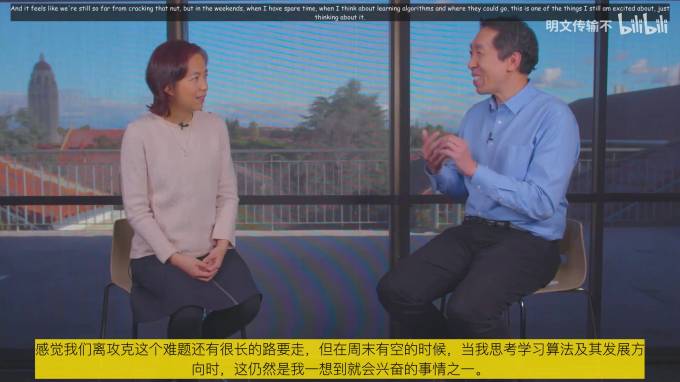 And it feels like we're still so far from cracking that nut, but in the weekends, when I have spare time, when I think about learning algorithms and where they could go, this is one of the things I still am excited about, just
thinking about it.
明文传输不 bilibili
感觉我们离攻克这个难题还有很长的路要走，但在周末有空的时候，当我思考学习算法及其发展方
向时，这仍然是我一想到就会兴奋的事情之一。